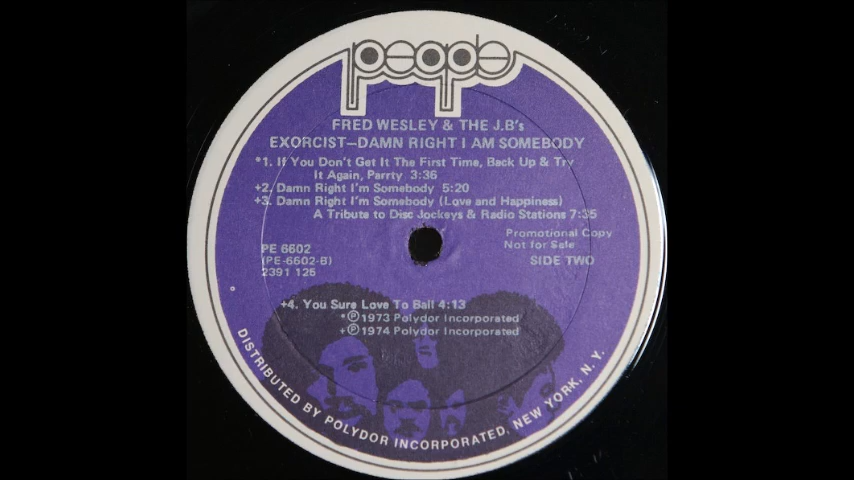 people
FRED WESLEY & THE J.B's
EXORCIST—DAMN RIGHT I AM SOMEBODY
*1. If You Don't Get It The First Time, Back Up & Try
It Again, Parrty 3:36
+2. Damn Right I'm Somebody 5:20
+3. Damn Right I'm Somebody (Love and Happiness)
A Tribute to Disc Jockeys & Radio Stations 7:35
Promotional Copy
Not for Sale
PE 6602
(PE-6602-B)
2391 125
SIDE TWO
+4. You Sure Love To Ball 4:13
*Ⓟ1973 Polydor Incorporated
+Ⓟ1974 Polydor Incorporated
DISTRIBUTED BY POLYDOR INCORPORATED, NEW YORK, N. Y.